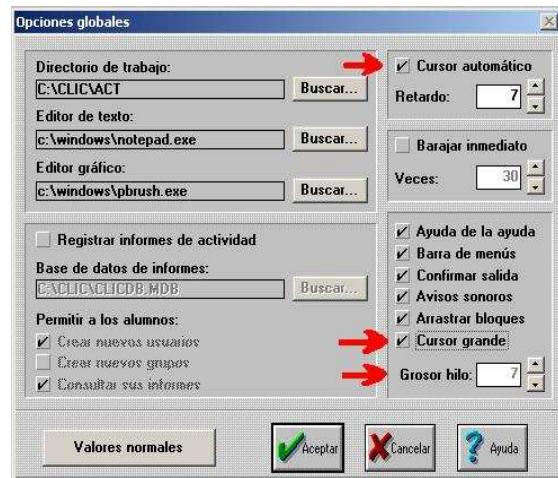 Opciones globales
Directorio de trabajo:
C:\CLIC\ACT
Buscar...
Editor de texto:
c:\windows\notepad.exe
Buscar...
Editor gráfico:
c:\windows\pbrush.exe
Buscar...
Registrar informes de actividad
Base de datos de informes:
C:\CLIC\CLICDB.MDB
Buscar...
Permitir a los alumnos:
Crear nuevos usuarios
Crear nuevos grupos
Consultar sus informes
Cursor automático
Retardo: 7
Barajar inmediato
Veces: 30
Ayuda de la ayuda
Barra de menús
Confirmar salida
Avisos sonoros
Arrastrar bloques
Cursor grande
Grosor hilo: 7
Valores normales
Aceptar
Cancelar
Ayuda